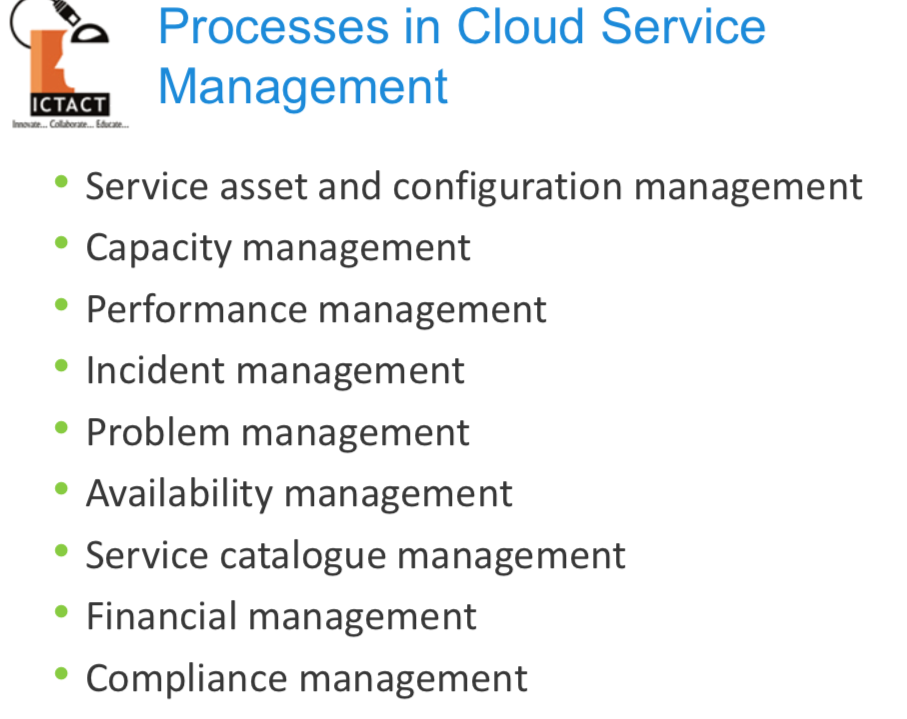 Processes in Cloud Service
Management
ICTACT
Innovate... Collaborate... Educate...
• Service asset and configuration management
• Capacity management
• Performance management
• Incident management
• Problem management
• Availability management
• Service catalogue management
• Financial management
• Compliance management